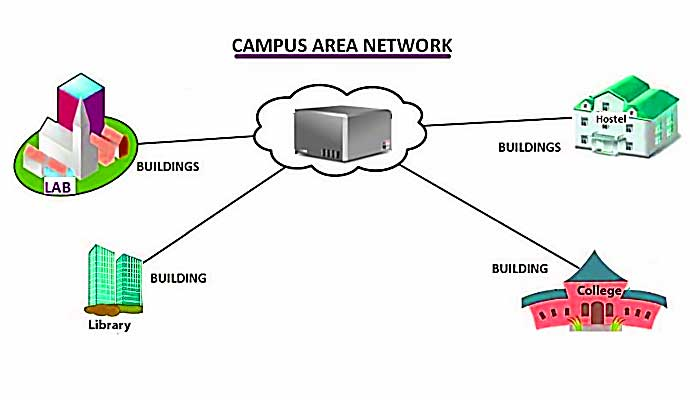 CAMPUS AREA NETWORK
Hostel
BUILDINGS
BUILDINGS
LAB
BUILDING
BUILDING
College
Library